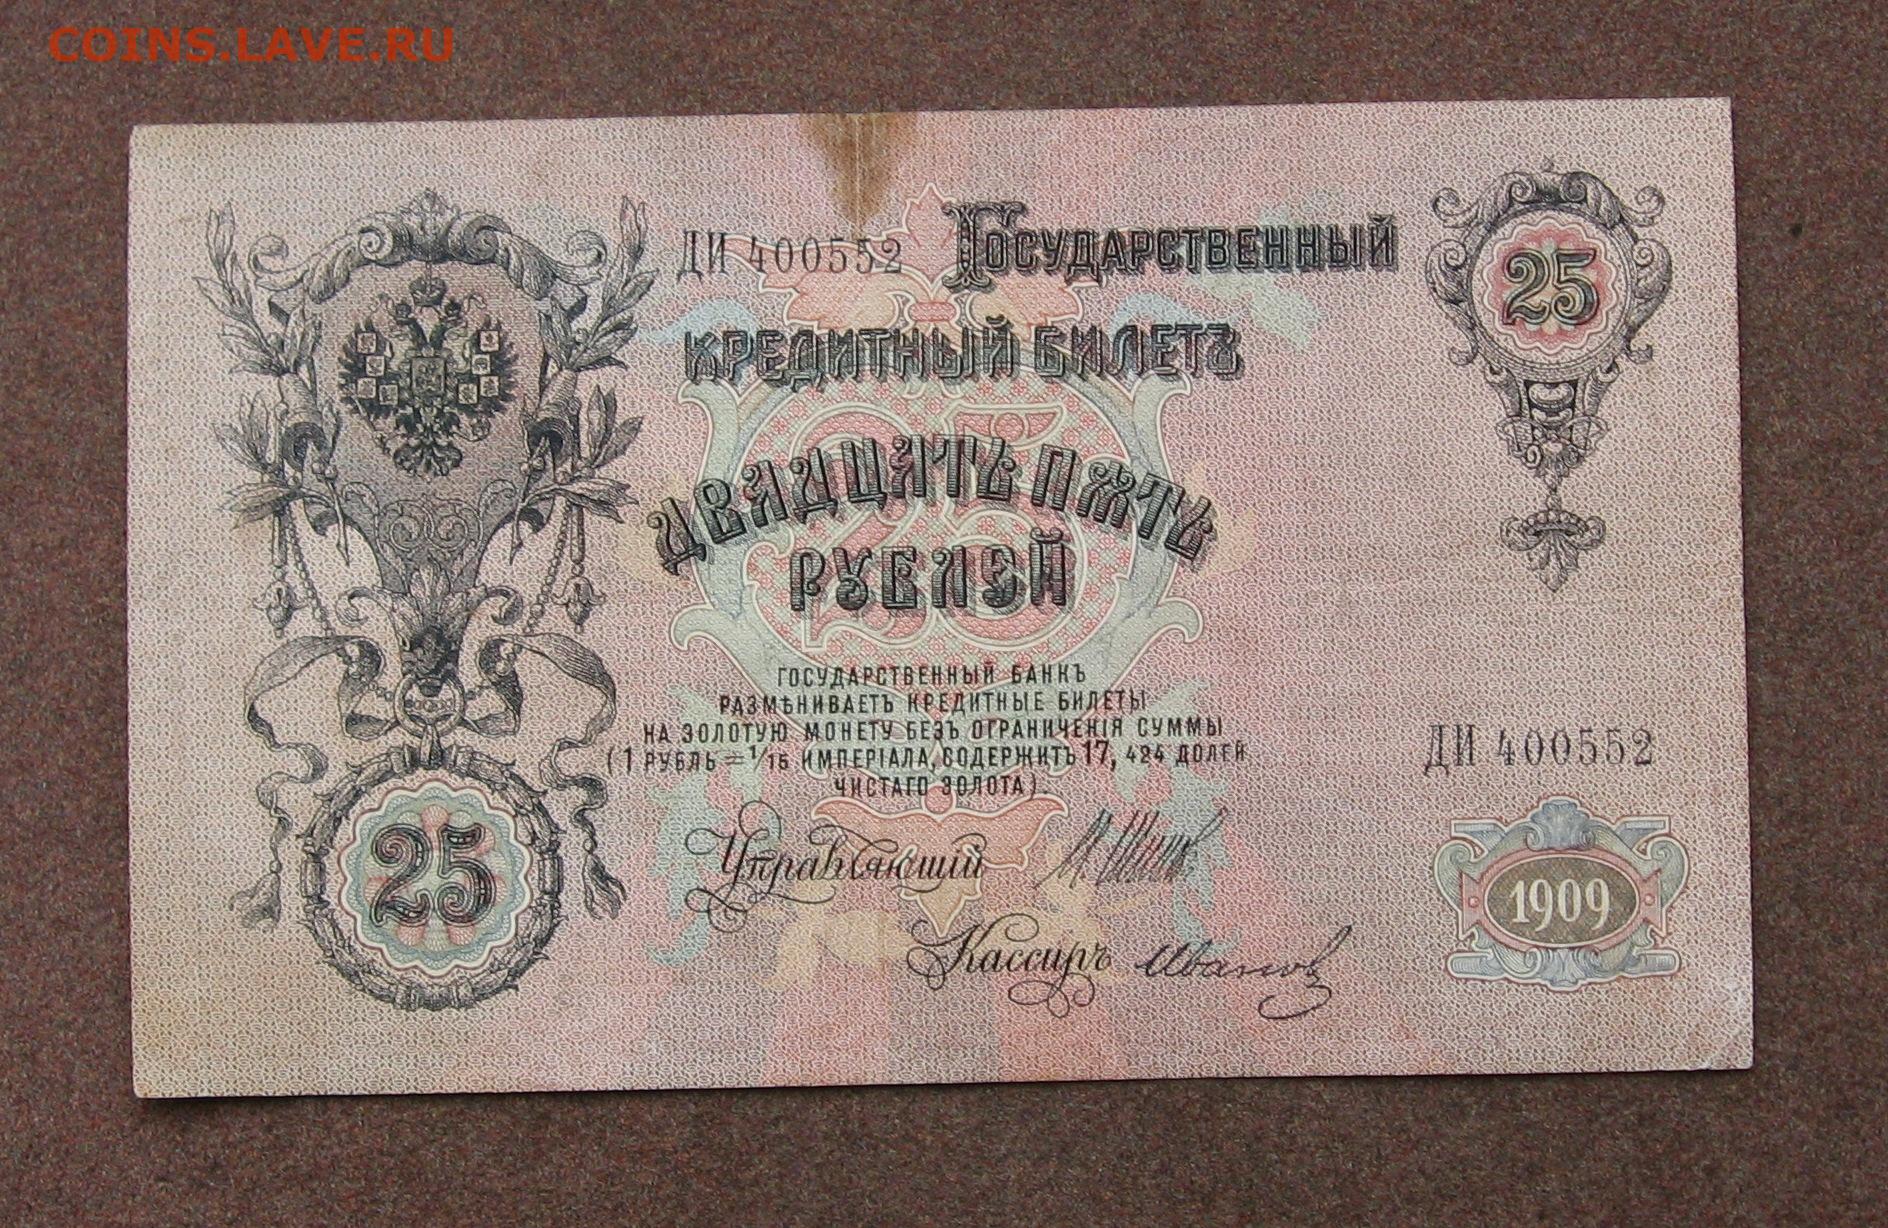 COINS.LAVE.RU
ДИ 400552
Государственный
25
кредитный билетъ
двадцать пять
рублей
25
ГОСУДАРСТВЕННЫЙ БАНКЪ
РАЗМѢНИВАЕТЪ КРЕДИТНЫЕ БИЛЕТЫ
НА ЗОЛОТУЮ МОНЕТУ БЕЗЪ ОГРАНИЧЕНІЯ СУММЫ
(1 РУБЛЬ = 1/15 ИМПЕРІАЛА, СОДЕРЖИТЪ 17, 424 ДОЛЕЙ
ЧИСТАГО ЗОЛОТА).
ДИ 400552
25
Управляющій
1909
Кассиръ Иванов